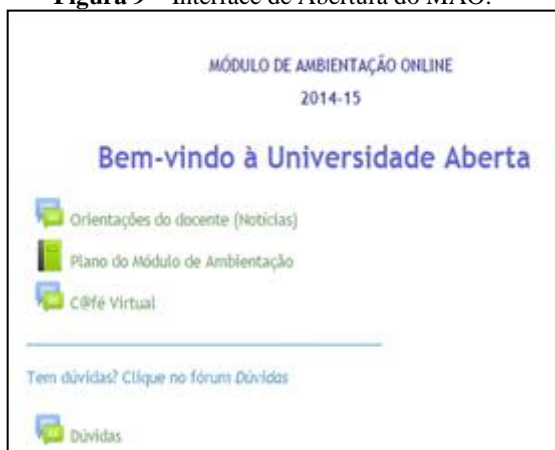 Figura 9 – Interface de Abertura do MAO.
MÓDULO DE AMBIENTAÇÃO ONLINE
2014-15
Bem-vindo à Universidade Aberta
Orientações do docente (Notícias)
Plano do Módulo de Ambientação
C@fé Virtual
Tem dúvidas? Clique no fórum Dúvidas
Dúvidas